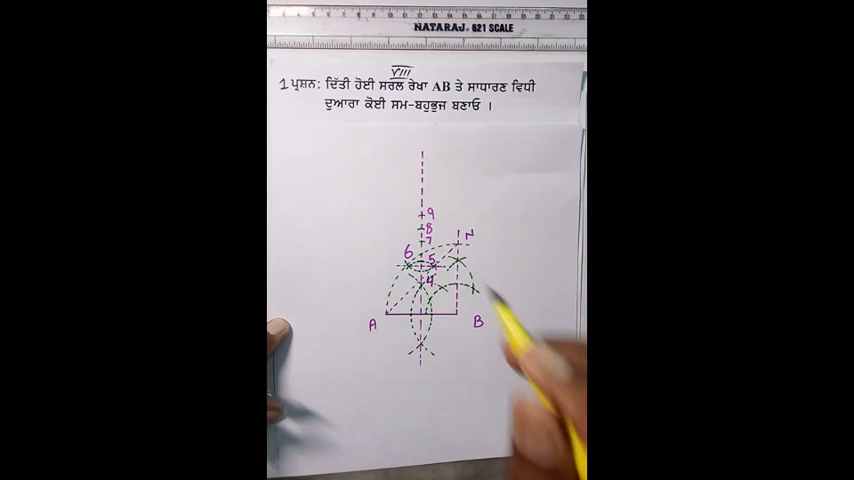 NATARAJ 621 SCALE
VIII
1 ਪ੍ਰਸ਼ਨ: ਦਿੱਤੀ ਹੋਈ ਸਰਲ ਰੇਖਾ AB ਤੇ ਸਾਧਾਰਣ ਵਿਧੀ
ਦੁਆਰਾ ਕੋਈ ਸਮ-ਬਹੁਭੁਜ ਬਣਾਓ ।
9
8
7
N
6
5
4
A
B